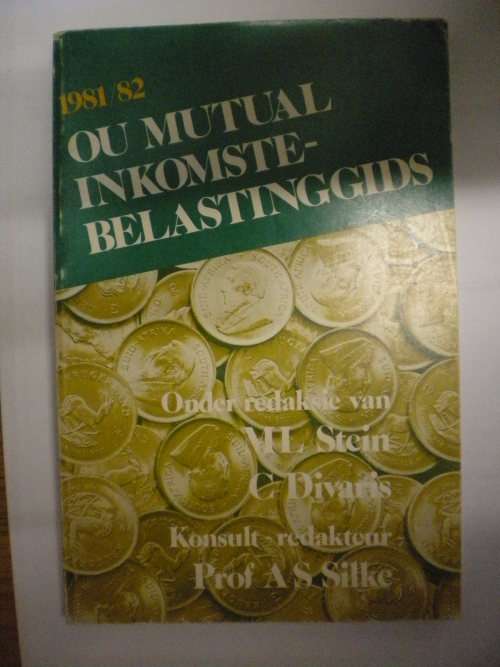 1981/82
OU MUTUAL
INKOMSTE-
BELASTINGGIDS
Onder redaksie van
M L Stein
C Divaris
Konsult-redakteur
Prof A S Silke